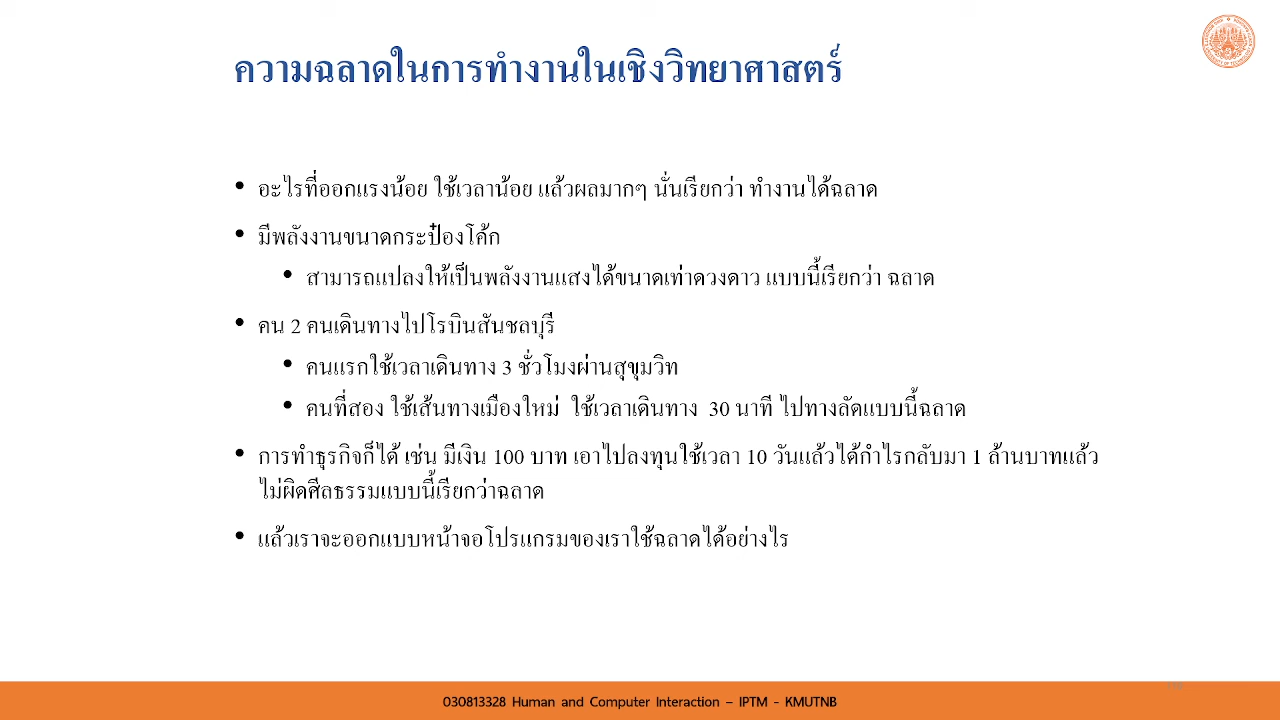 ความฉลาดในการทำงานในเชิงวิทยาศาสตร์
• อะไรที่ออกแรงน้อย ใช้เวลาน้อย แล้วผลมากๆ นั่นเรียกว่า ทำงานได้ฉลาด
• มีพลังงานขนาดกระป๋องโค้ก
• สามารถแปลงให้เป็นพลังงานแสงได้ขนาดเท่าดวงดาว แบบนี้เรียกว่า ฉลาด
• คน 2 คนเดินทางไปโรบินสันชลบุรี
• คนแรกใช้เวลาเดินทาง 3 ชั่วโมงผ่านสุขุมวิท
• คนที่สอง ใช้เส้นทางเมืองใหม่ ใช้เวลาเดินทาง 30 นาที ไปทางลัดแบบนี้ฉลาด
• การทำธุรกิจก็ได้ เช่น มีเงิน 100 บาท เอาไปลงทุนใช้เวลา 10 วันแล้วได้กำไรกลับมา 1 ล้านบาทแล้ว
ไม่ผิดศีลธรรมแบบนี้เรียกว่าฉลาด
• แล้วเราจะออกแบบหน้าจอโปรแกรมของเราใช้ฉลาดได้อย่างไร
030813328 Human and Computer Interaction – IPTM - KMUTNB